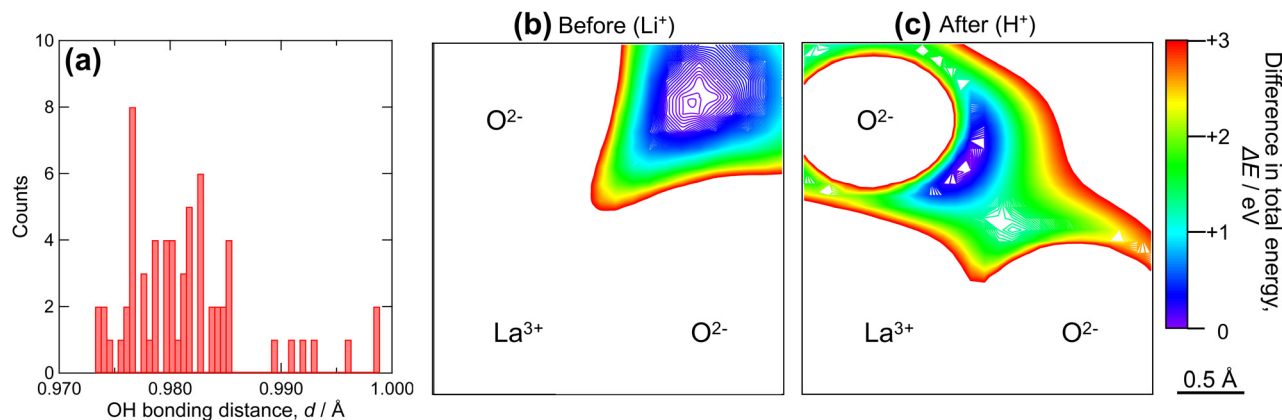 (a)
10
8
6
4
2
0
Counts
0.970
0.980
0.990
1.000
OH bonding distance, d / Å
(b) Before (Li⁺)
O²⁻
La³⁺
O²⁻
(c) After (H⁺)
O²⁻
La³⁺
O²⁻
+3
+2
+1
0
Difference in total energy,
ΔE / eV
0.5 Å